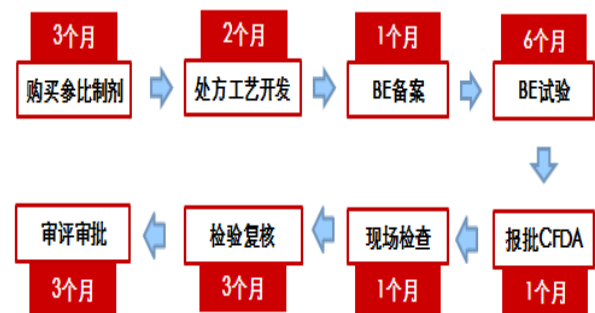 3个月
购买参比制剂
2个月
处方工艺开发
1个月
BE备案
6个月
BE试验
报批CFDA
1个月
现场检查
1个月
检验复核
3个月
审评审批
3个月